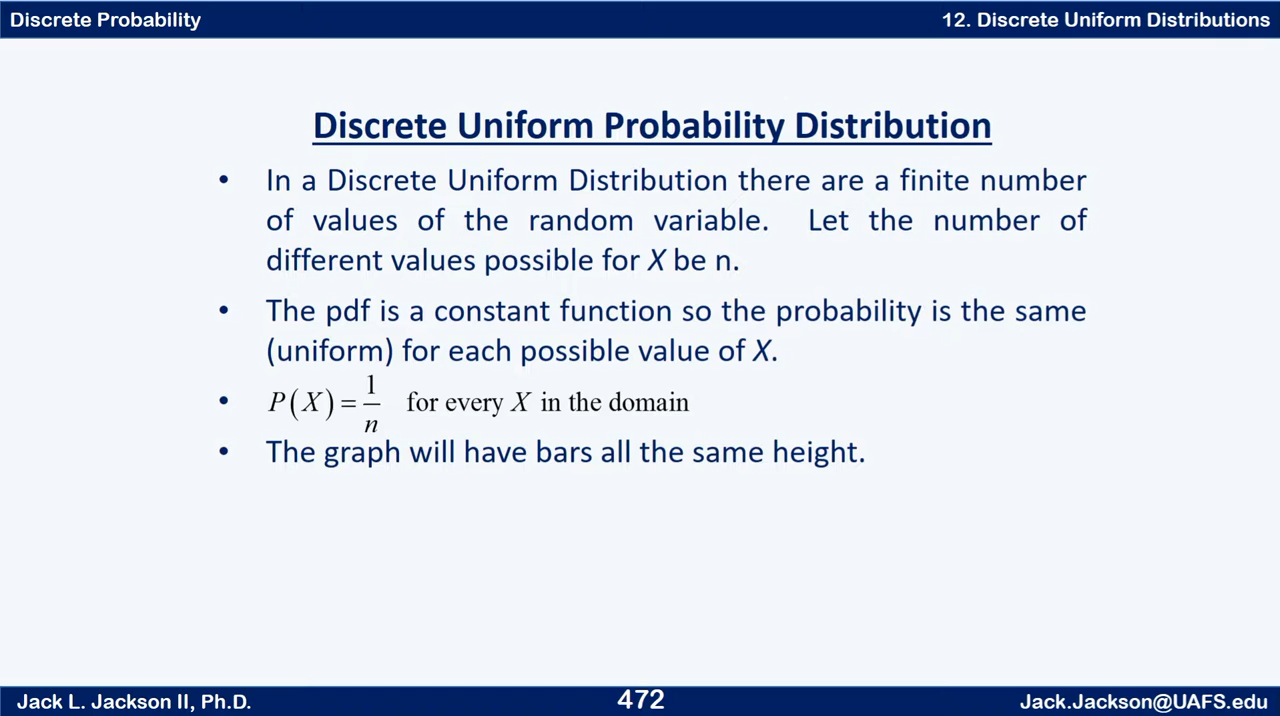 Discrete Probability
12. Discrete Uniform Distributions
Discrete Uniform Probability Distribution
• In a Discrete Uniform Distribution there are a finite number
of values of the random variable. Let the number of
different values possible for X be n.
• The pdf is a constant function so the probability is the same
(uniform) for each possible value of X.
• P(X) = 1/n for every X in the domain
• The graph will have bars all the same height.
Jack L. Jackson II, Ph.D.
472
Jack.Jackson@UAFS.edu